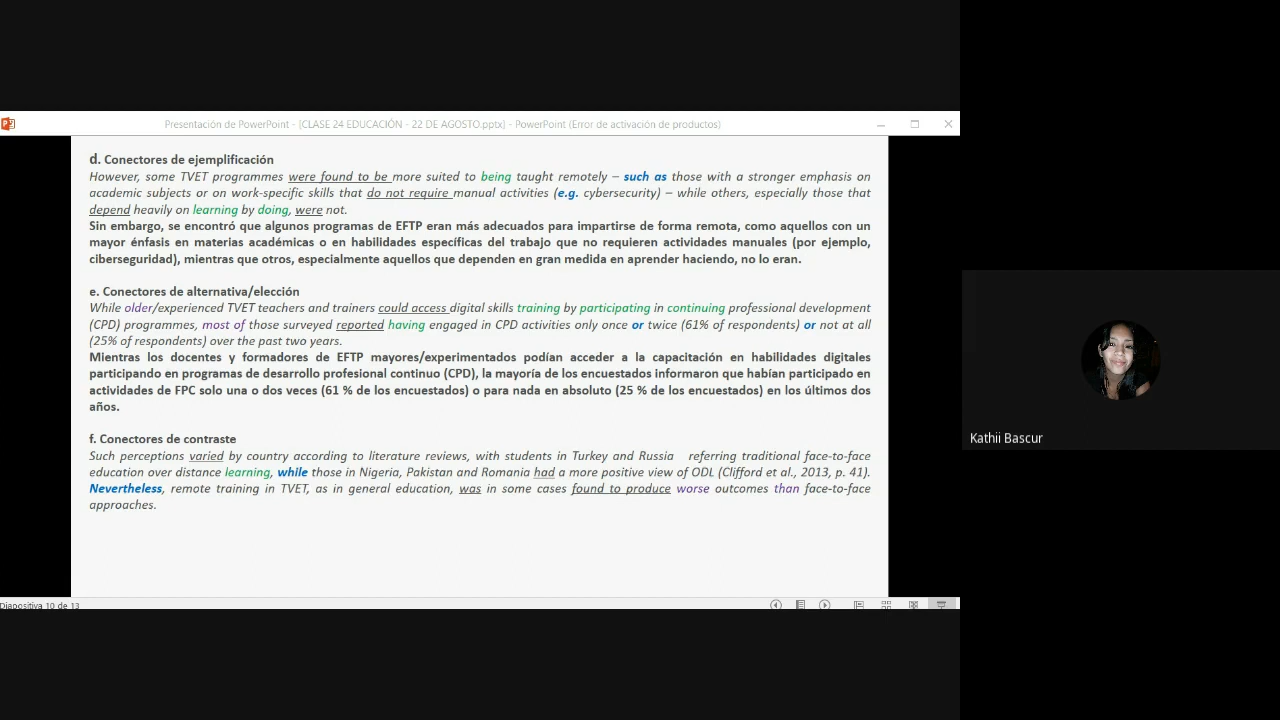 Presentación de PowerPoint - [CLASE 24 EDUCACIÓN - 22 DE AGOSTO.pptx] - PowerPoint (Error de activación de productos)
d. Conectores de ejemplificación
However, some TVET programmes were found to be more suited to being taught remotely – such as those with a stronger emphasis on
academic subjects or on work-specific skills that do not require manual activities (e.g. cybersecurity) – while others, especially those that
depend heavily on learning by doing, were not.
Sin embargo, se encontró que algunos programas de EFTP eran más adecuados para impartirse de forma remota, como aquellos con un
mayor énfasis en materias académicas o en habilidades específicas del trabajo que no requieren actividades manuales (por ejemplo,
ciberseguridad), mientras que otros, especialmente aquellos que dependen en gran medida en aprender haciendo, no lo eran.
e. Conectores de alternativa/elección
While older/experienced TVET teachers and trainers could access digital skills training by participating in continuing professional development
(CPD) programmes, most of those surveyed reported having engaged in CPD activities only once or twice (61% of respondents) or not at all
(25% of respondents) over the past two years.
Mientras los docentes y formadores de EFTP mayores/experimentados podían acceder a la capacitación en habilidades digitales
participando en programas de desarrollo profesional continuo (CPD), la mayoría de los encuestados informaron que habían participado en
actividades de FPC solo una o dos veces (61 % de los encuestados) o para nada en absoluto (25 % de los encuestados) en los últimos dos
años.
f. Conectores de contraste
Such perceptions varied by country according to literature reviews, with students in Turkey and Russia referring traditional face-to-face
education over distance learning, while those in Nigeria, Pakistan and Romania had a more positive view of ODL (Clifford et al., 2013, p. 41).
Nevertheless, remote training in TVET, as in general education, was in some cases found to produce worse outcomes than face-to-face
approaches.
Diapositiva 10 de 13
Kathii Bascur